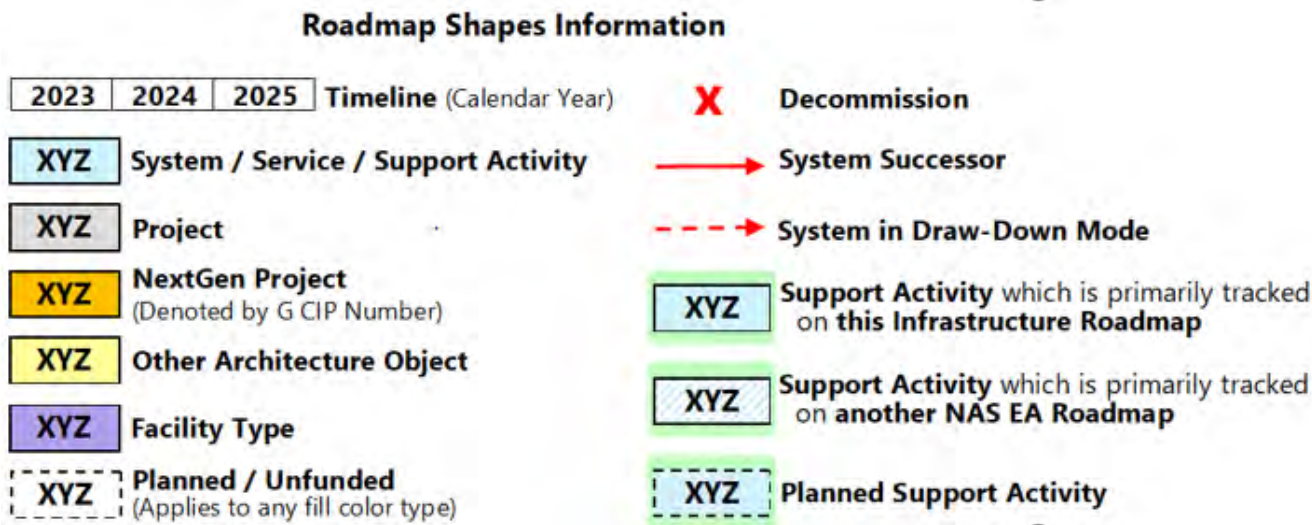 Roadmap Shapes Information
2023 2024 2025 Timeline (Calendar Year)
XYZ System / Service / Support Activity
XYZ Project
XYZ NextGen Project
(Denoted by G CIP Number)
XYZ Other Architecture Object
XYZ Facility Type
XYZ Planned / Unfunded
(Applies to any fill color type)
X Decommission
System Successor
System in Draw-Down Mode
XYZ Support Activity which is primarily tracked
on this Infrastructure Roadmap
XYZ Support Activity which is primarily tracked
on another NAS EA Roadmap
XYZ Planned Support Activity